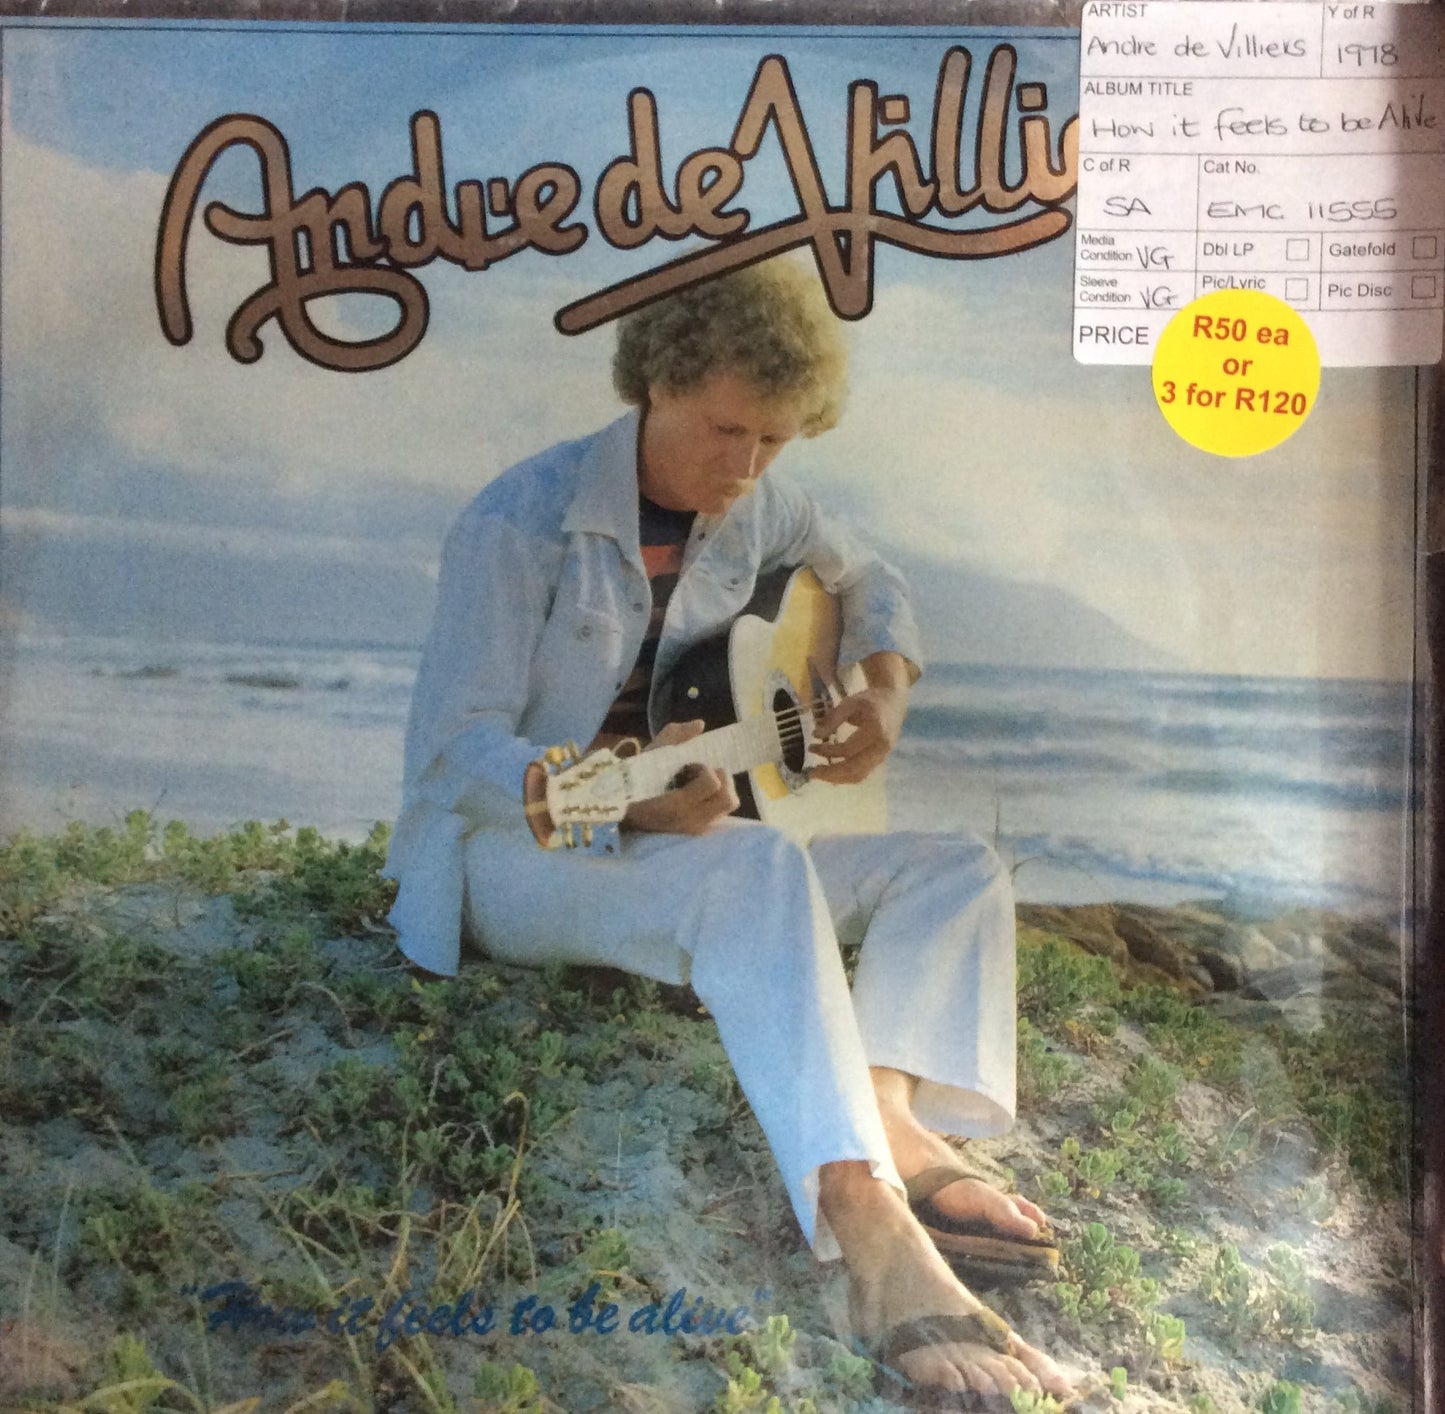 Andre de Villie
ARTIST
Y of R
Andre de Villiers
1978
ALBUM TITLE
How it feels to be Alive
C of R
Cat No.
SA
EMC 11555
Media Condition VG
Dbl LP
Gatefold
Sleeve Condition VG
Pic/Lyric
Pic Disc
PRICE
R50 ea
or
3 for R120
"How it feels to be alive"